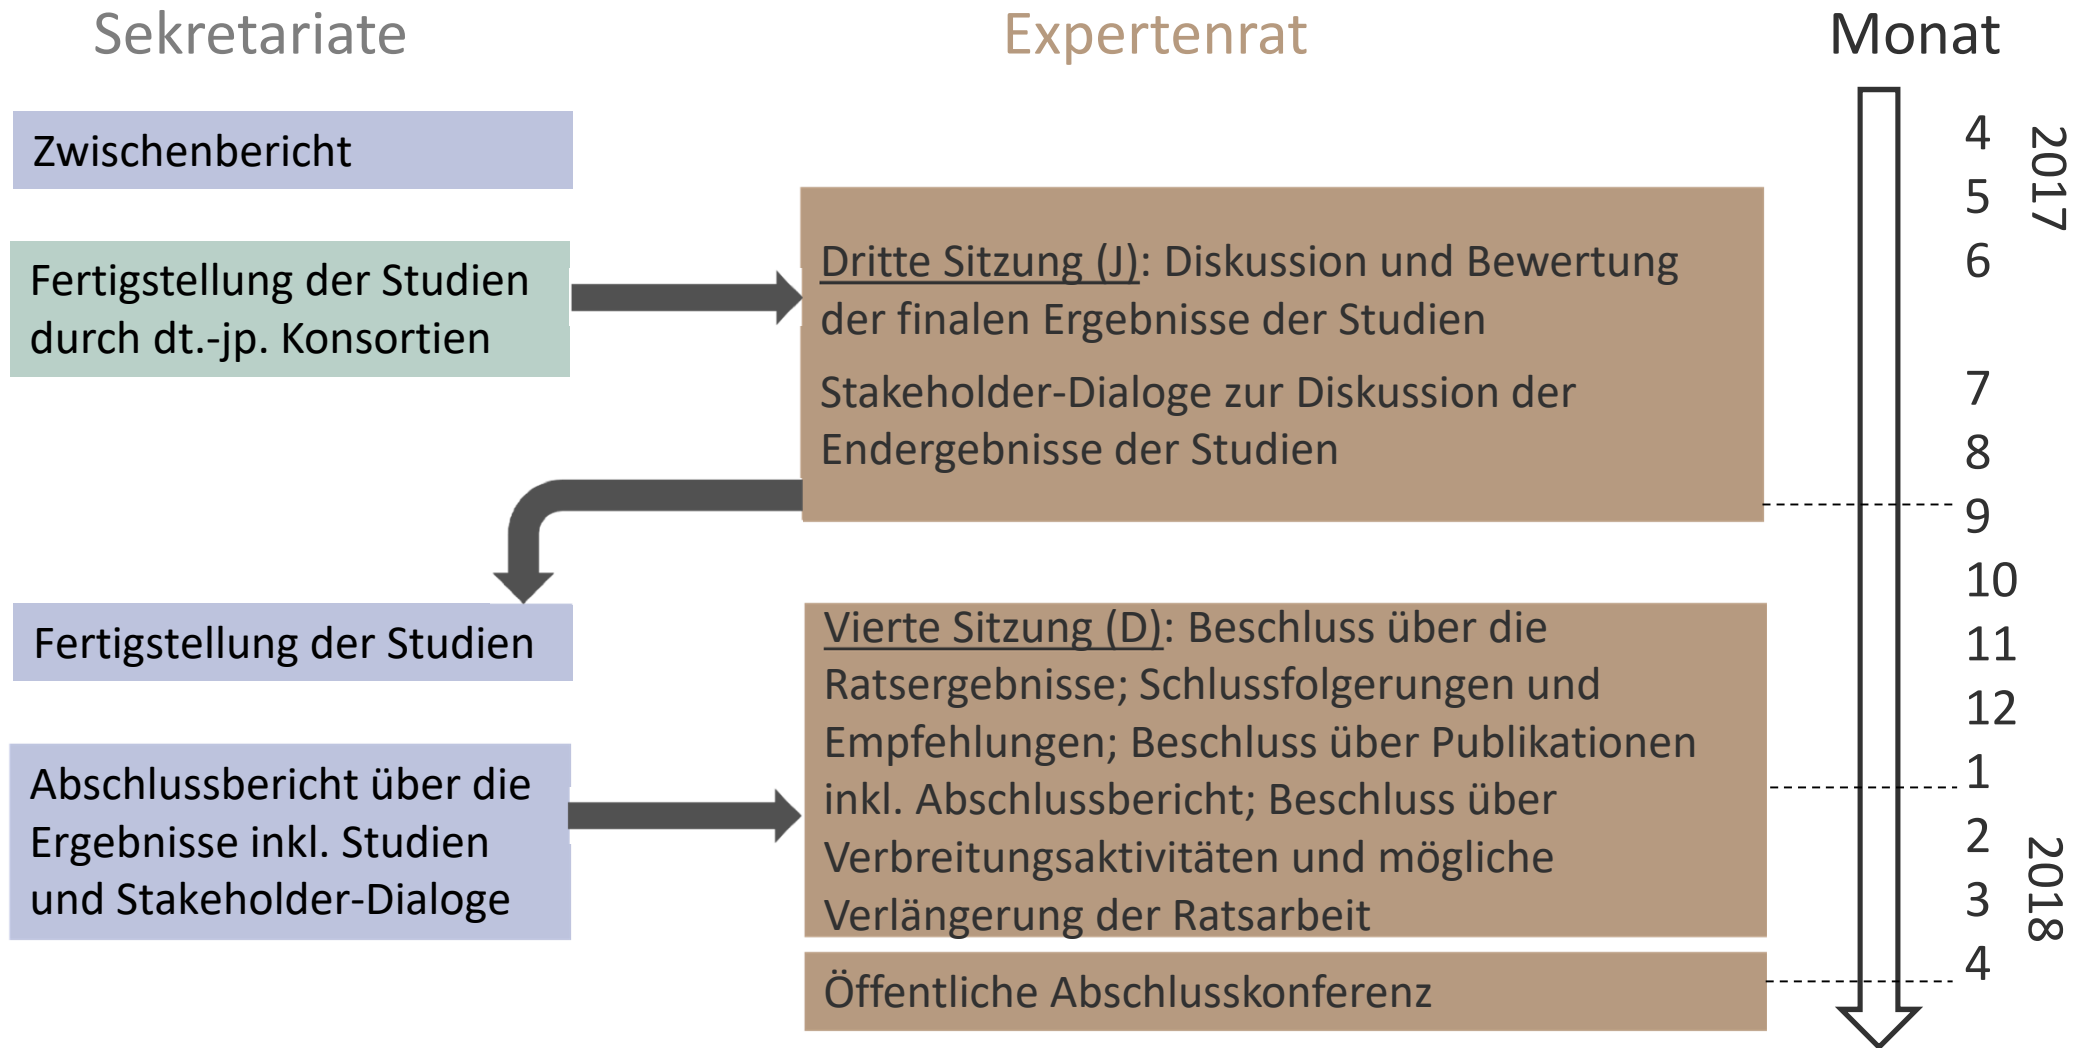 Sekretariate
Expertenrat
Monat
Zwischenbericht
Fertigstellung der Studien
durch dt.-jp. Konsortien
Dritte Sitzung (J): Diskussion und Bewertung
der finalen Ergebnisse der Studien
Stakeholder-Dialoge zur Diskussion der
Endergebnisse der Studien
Fertigstellung der Studien
Abschlussbericht über die
Ergebnisse inkl. Studien
und Stakeholder-Dialoge
Vierte Sitzung (D): Beschluss über die
Ratsergebnisse; Schlussfolgerungen und
Empfehlungen; Beschluss über Publikationen
inkl. Abschlussbericht; Beschluss über
Verbreitungsaktivitäten und mögliche
Verlängerung der Ratsarbeit
Öffentliche Abschlusskonferenz
4
5
6
7
8
9
10
11
12
1
2
3
4
2017
2018